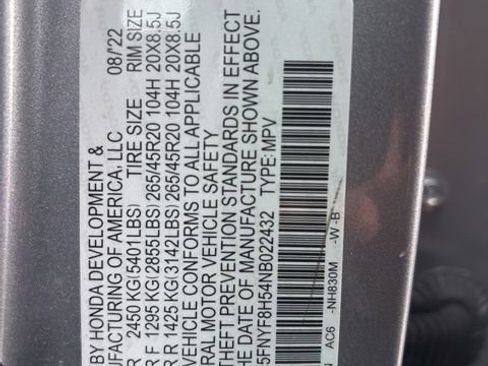 BY HONDA DEVELOPMENT &
UFACTURING OF AMERICA, LLC 08/'22
R 2450 KG(5401LBS) TIRE SIZE RIM SIZE
R F 1295 KG(2855LBS) 265/45R20 104H 20X8.5J
R R 1425 KG(3142LBS) 265/45R20 104H 20X8.5J
VEHICLE CONFORMS TO ALL APPLICABLE
RAL MOTOR VEHICLE SAFETY
THEFT PREVENTION STANDARDS IN EFFECT
HE DATE OF MANUFACTURE SHOWN ABOVE.
5FNYF8H54NB022432 TYPE: MPV
AC6 -NH830M -W -B